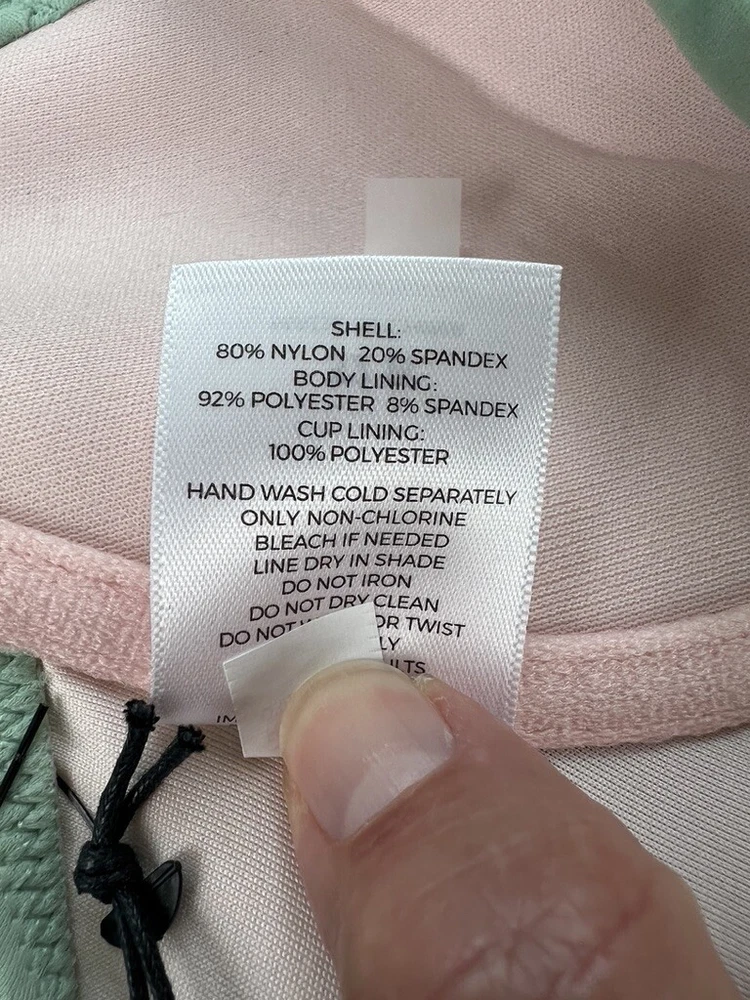 SHELL:
80% NYLON 20% SPANDEX
BODY LINING:
92% POLYESTER 8% SPANDEX
CUP LINING:
100% POLYESTER
HAND WASH COLD SEPARATELY
ONLY NON-CHLORINE
BLEACH IF NEEDED
LINE DRY IN SHADE
DO NOT IRON
DO NOT DRY CLEAN
DO NOT OR TWIST